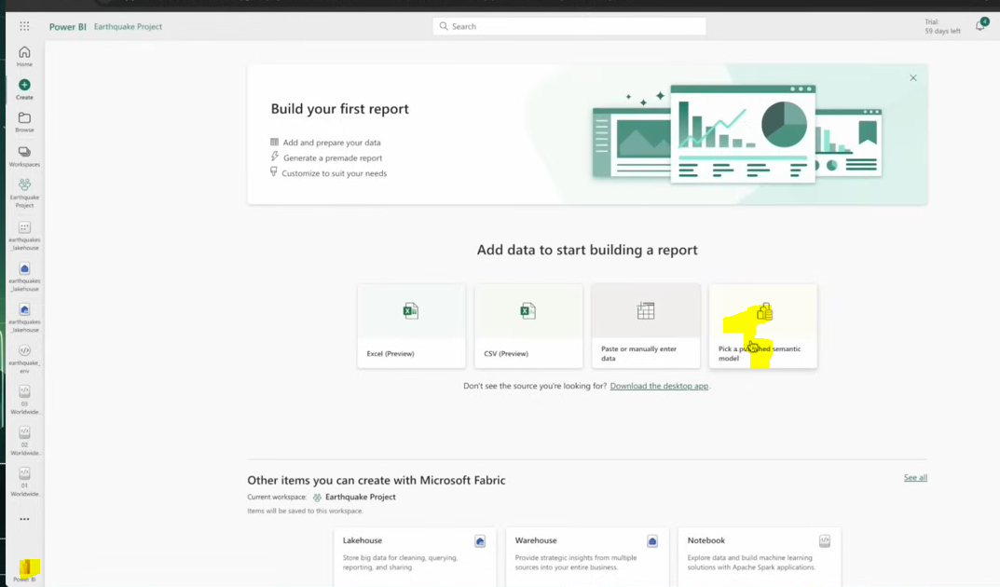 Power BI Earthquake Project
Search
Trial:
59 days left
4
Home
Create
Browse
Workspaces
Earthquake
Project
earthquakes
_lakehouse
earthquakes
_lakehouse
earthquakes
_lakehouse
earthquake_
env
03
Worldwide...
02
Worldwide...
01
Worldwide...
Power BI
Build your first report
Add and prepare your data
Generate a premade report
Customize to suit your needs
Add data to start building a report
Excel (Preview)
CSV (Preview)
Paste or manually enter
data
Pick a published semantic
model
Don't see the source you're looking for? Download the desktop app.
Other items you can create with Microsoft Fabric
See all
Current workspace: Earthquake Project
Items will be saved to this workspace.
Lakehouse
Store big data for cleaning, querying,
reporting, and sharing.
Warehouse
Provide strategic insights from multiple
sources into your entire business.
Notebook
Explore data and build machine learning
solutions with Apache Spark applications.